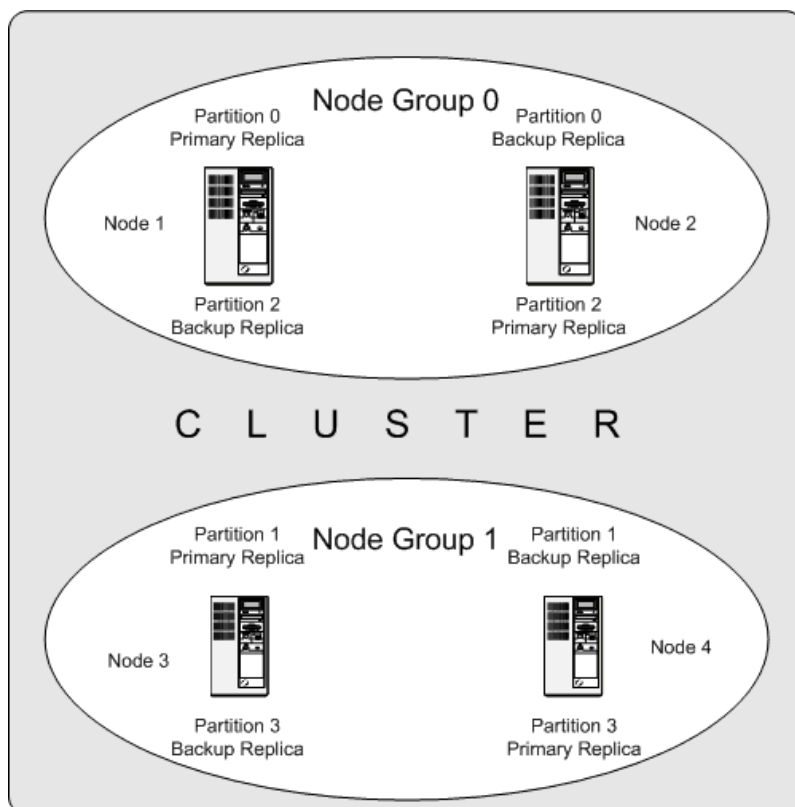 Node Group 0
Partition 0
Primary Replica
Partition 0
Backup Replica
Node 1
Node 2
Partition 2
Backup Replica
Partition 2
Primary Replica
C L U S T E R
Node Group 1
Partition 1
Primary Replica
Partition 1
Backup Replica
Node 3
Node 4
Partition 3
Backup Replica
Partition 3
Primary Replica